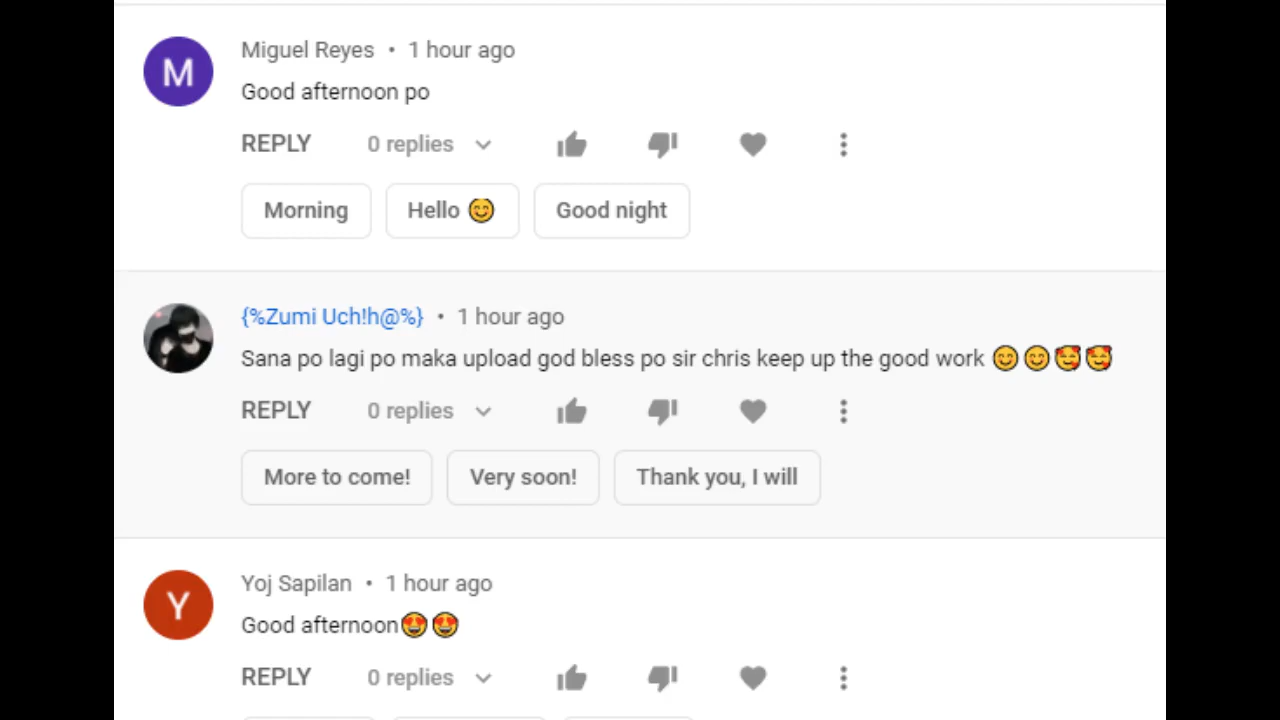 Miguel Reyes • 1 hour ago
Good afternoon po
REPLY 0 replies
Morning Hello 😊 Good night
{%Zumi Uch!h@%} • 1 hour ago
Sana po lagi po maka upload god bless po sir chris keep up the good work 😊😊🥰🥰
REPLY 0 replies
More to come! Very soon! Thank you, I will
Yoj Sapilan • 1 hour ago
Good afternoon😍😍
REPLY 0 replies
M
Y